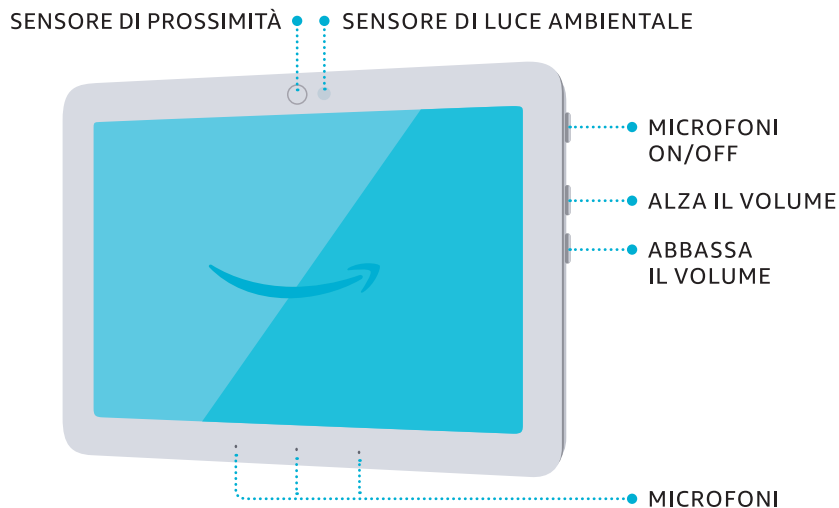 SENSORE DI PROSSIMITÀ
SENSORE DI LUCE AMBIENTALE
MICROFONI
ON/OFF
ALZA IL VOLUME
ABBASSA
IL VOLUME
MICROFONI